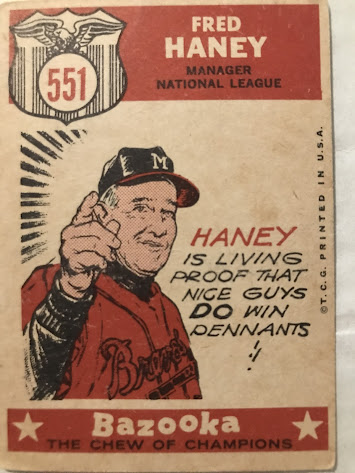 551
FRED
HANEY
MANAGER
NATIONAL LEAGUE
M
HANEY
IS LIVING
PROOF THAT
NICE GUYS
DO WIN
PENNANTS
!!
Braves
© T. C. G. PRINTED IN U.S.A.
Bazooka
THE CHEW OF CHAMPIONS